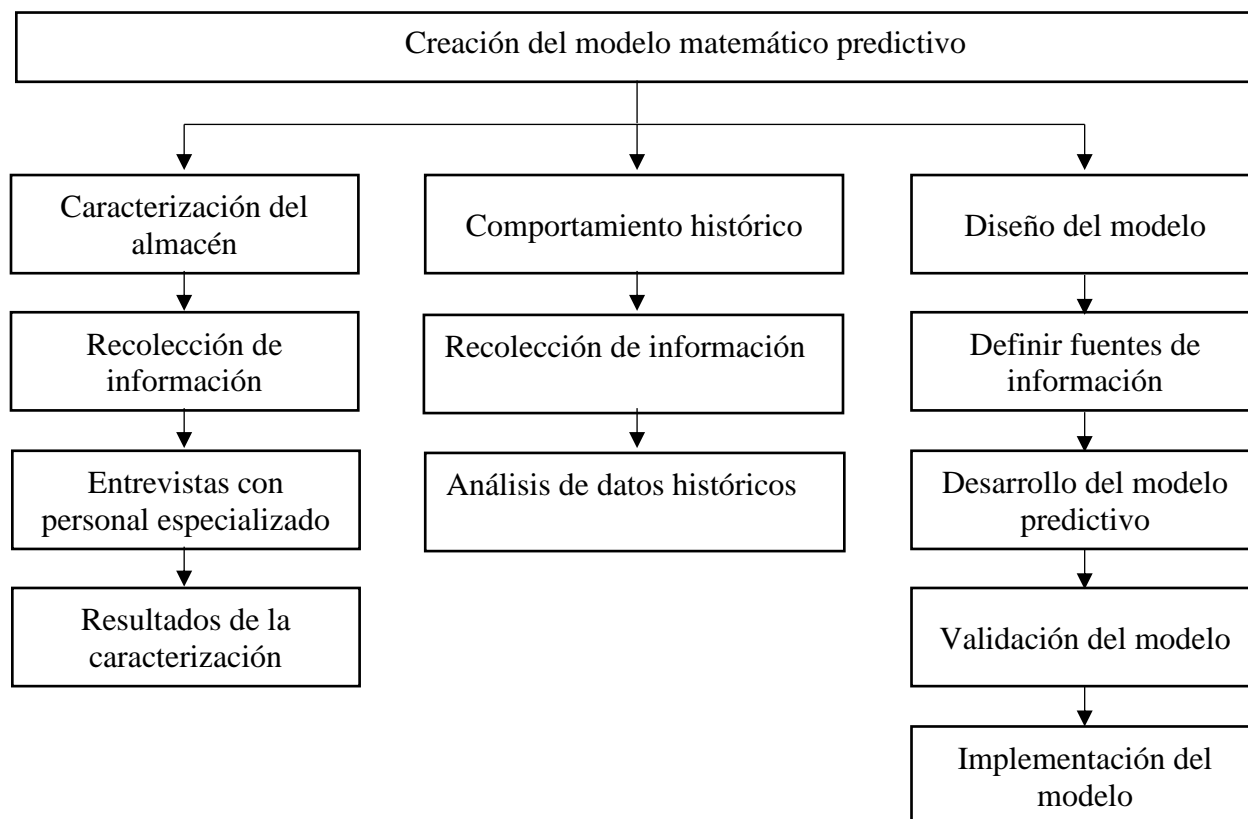 Creación del modelo matemático predictivo
Caracterización del
almacén
Recolección de
información
Entrevistas con
personal especializado
Resultados de la
caracterización
Comportamiento histórico
Recolección de información
Análisis de datos históricos
Diseño del modelo
Definir fuentes de
información
Desarrollo del modelo
predictivo
Validación del modelo
Implementación del
modelo